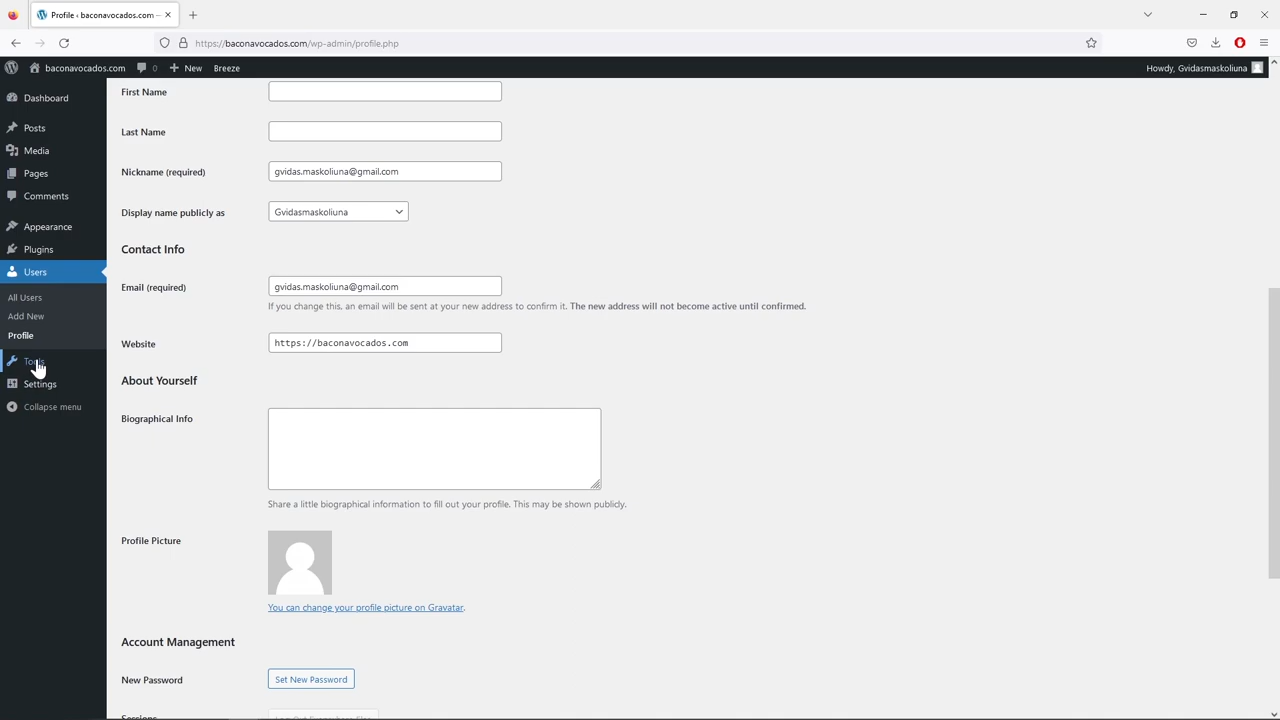 Profile ‹ baconavocados.com —
https://baconavocados.com/wp-admin/profile.php
baconavocados.com 0 New Breeze Howdy, Gvidasmaskoliuna
Dashboard
Posts
Media
Pages
Comments
Appearance
Plugins
Users
All Users
Add New
Profile
Tools
Settings
Collapse menu
First Name
Last Name
Nickname (required) gvidas.maskoliuna@gmail.com
Display name publicly as Gvidasmaskoliuna
Contact Info
Email (required) gvidas.maskoliuna@gmail.com
If you change this, an email will be sent at your new address to confirm it. The new address will not become active until confirmed.
Website https://baconavocados.com
About Yourself
Biographical Info
Share a little biographical information to fill out your profile. This may be shown publicly.
Profile Picture
You can change your profile picture on Gravatar.
Account Management
New Password Set New Password
Sessions